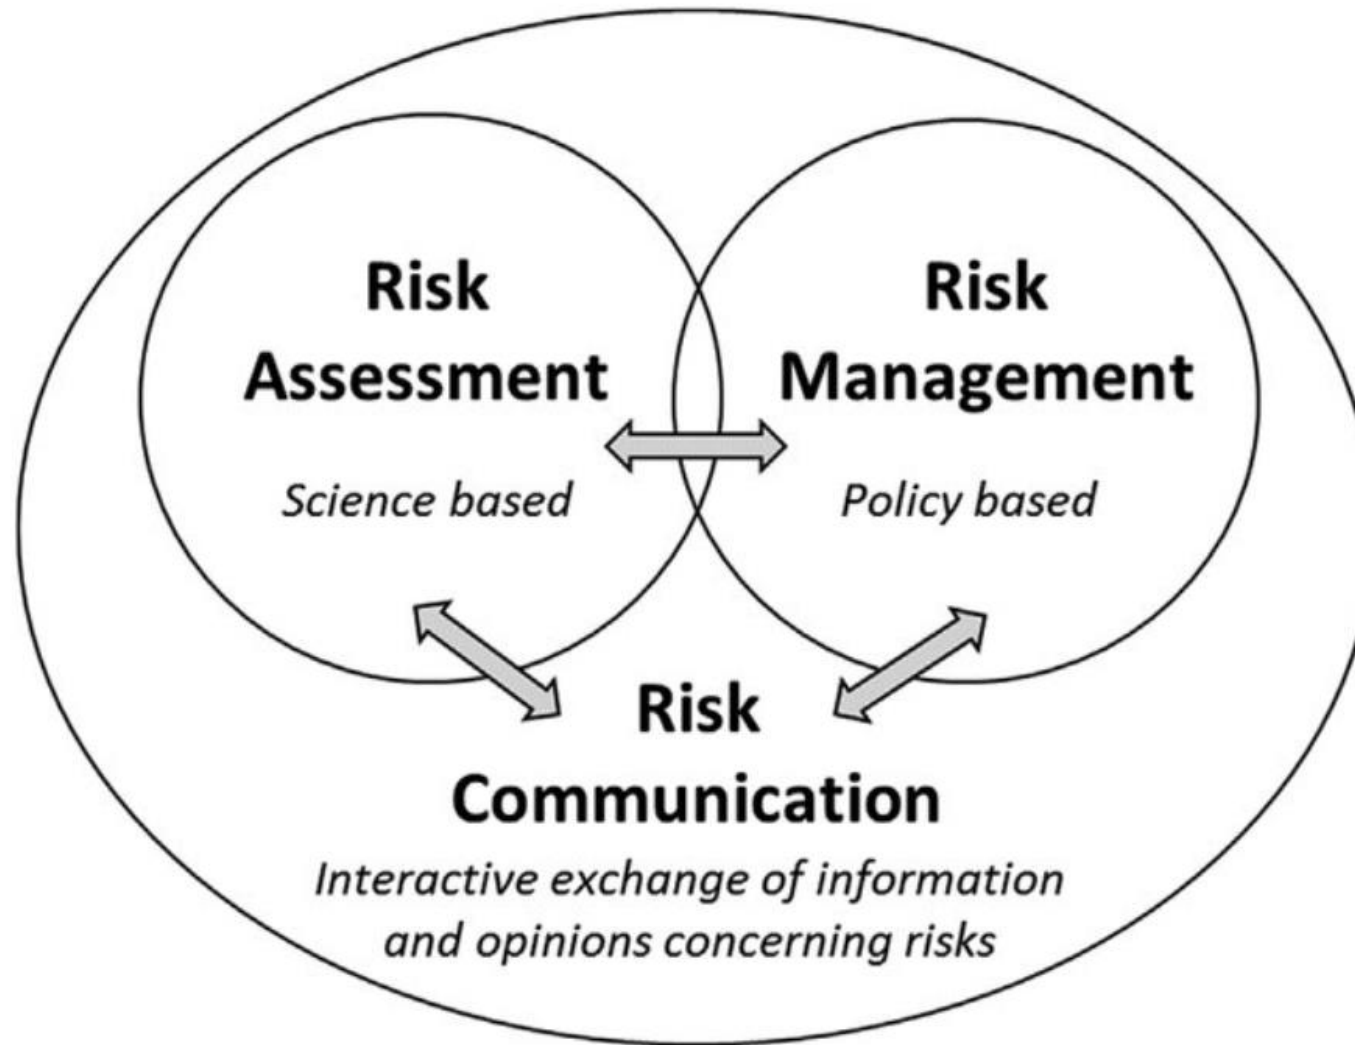 Risk
Assessment
Science based
Risk
Management
Policy based
Risk
Communication
Interactive exchange of information
and opinions concerning risks